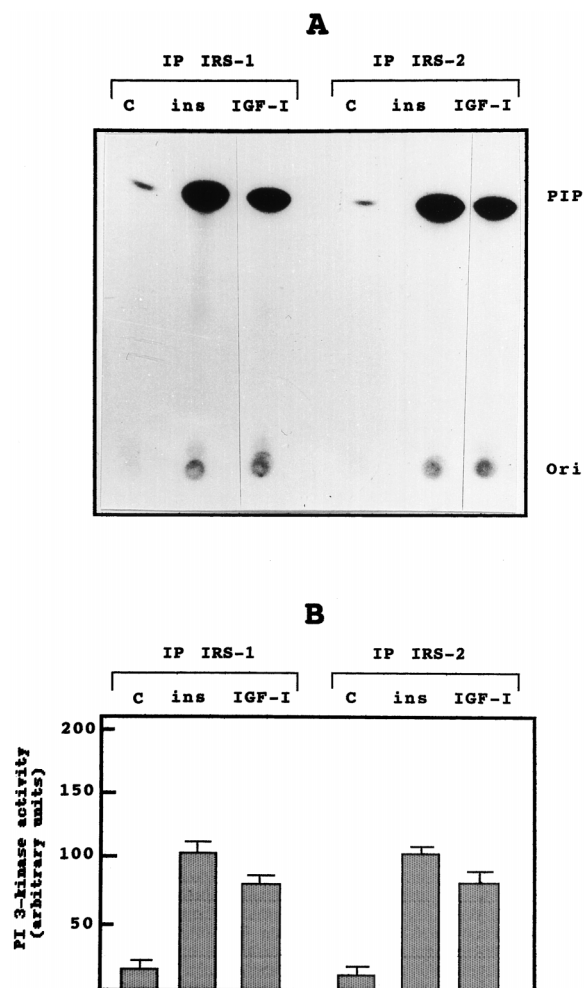 A
IP IRS-1 IP IRS-2
C ins IGF-I C ins IGF-I
PIP
Ori
B
IP IRS-1 IP IRS-2
C ins IGF-I C ins IGF-I
PI 3-kinase activity
(arbitrary units)
200
150
100
50